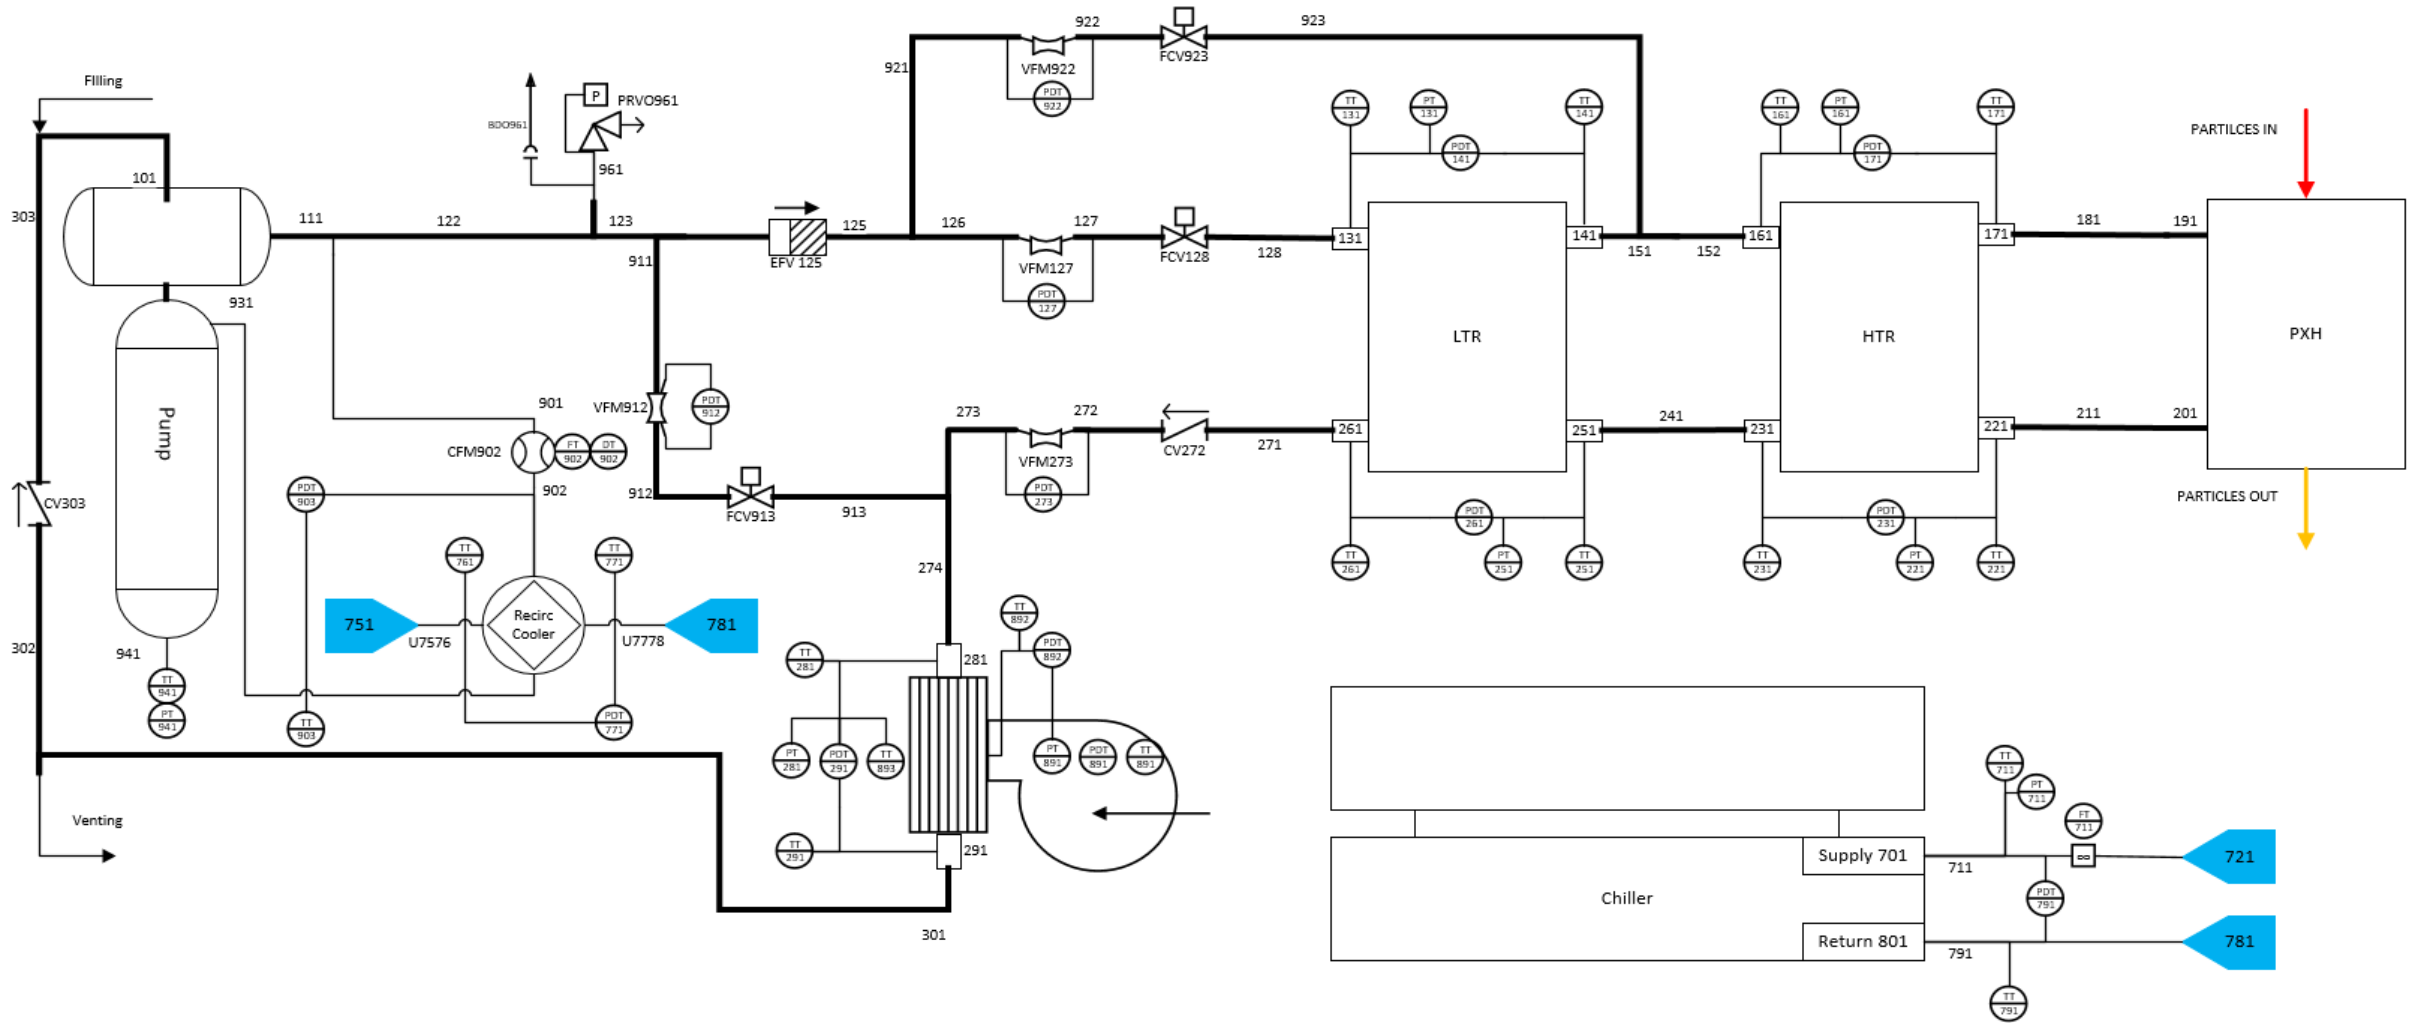 922
923
FCV923
921
VFM922
PDT
922
FIlling
P
PRVO961
BDO961
961
TT
131
PT
131
TT
141
PDT
141
TT
161
PT
161
TT
171
PDT
171
PARTILCES IN
101
303
111
122
123
125
126
127
128
EFV 125
911
VFM127
FCV128
PDT
127
131
141
151
152
161
171
181
191
931
LTR
HTR
PXH
Pump
901
VFM912
PDT
912
CFM902
FT
902
DT
902
902
PDT
903
CV303
912
FCV913
913
273
272
VFM273
PDT
273
CV272
271
261
251
241
231
221
211
201
PDT
261
PT
251
TT
261
TT
251
PDT
231
PT
221
TT
231
TT
221
PARTICLES OUT
TT
761
TT
771
274
751
U7576
Recirc
Cooler
U7778
781
302
941
TT
941
PT
941
TT
903
PDT
771
TT
892
PDT
892
TT
281
281
PT
281
PDT
291
TT
893
PT
891
PDT
891
TT
891
TT
291
291
301
Venting
Chiller
Supply 701
Return 801
711
791
TT
711
PT
711
FT
711
PDT
791
TT
791
721
781